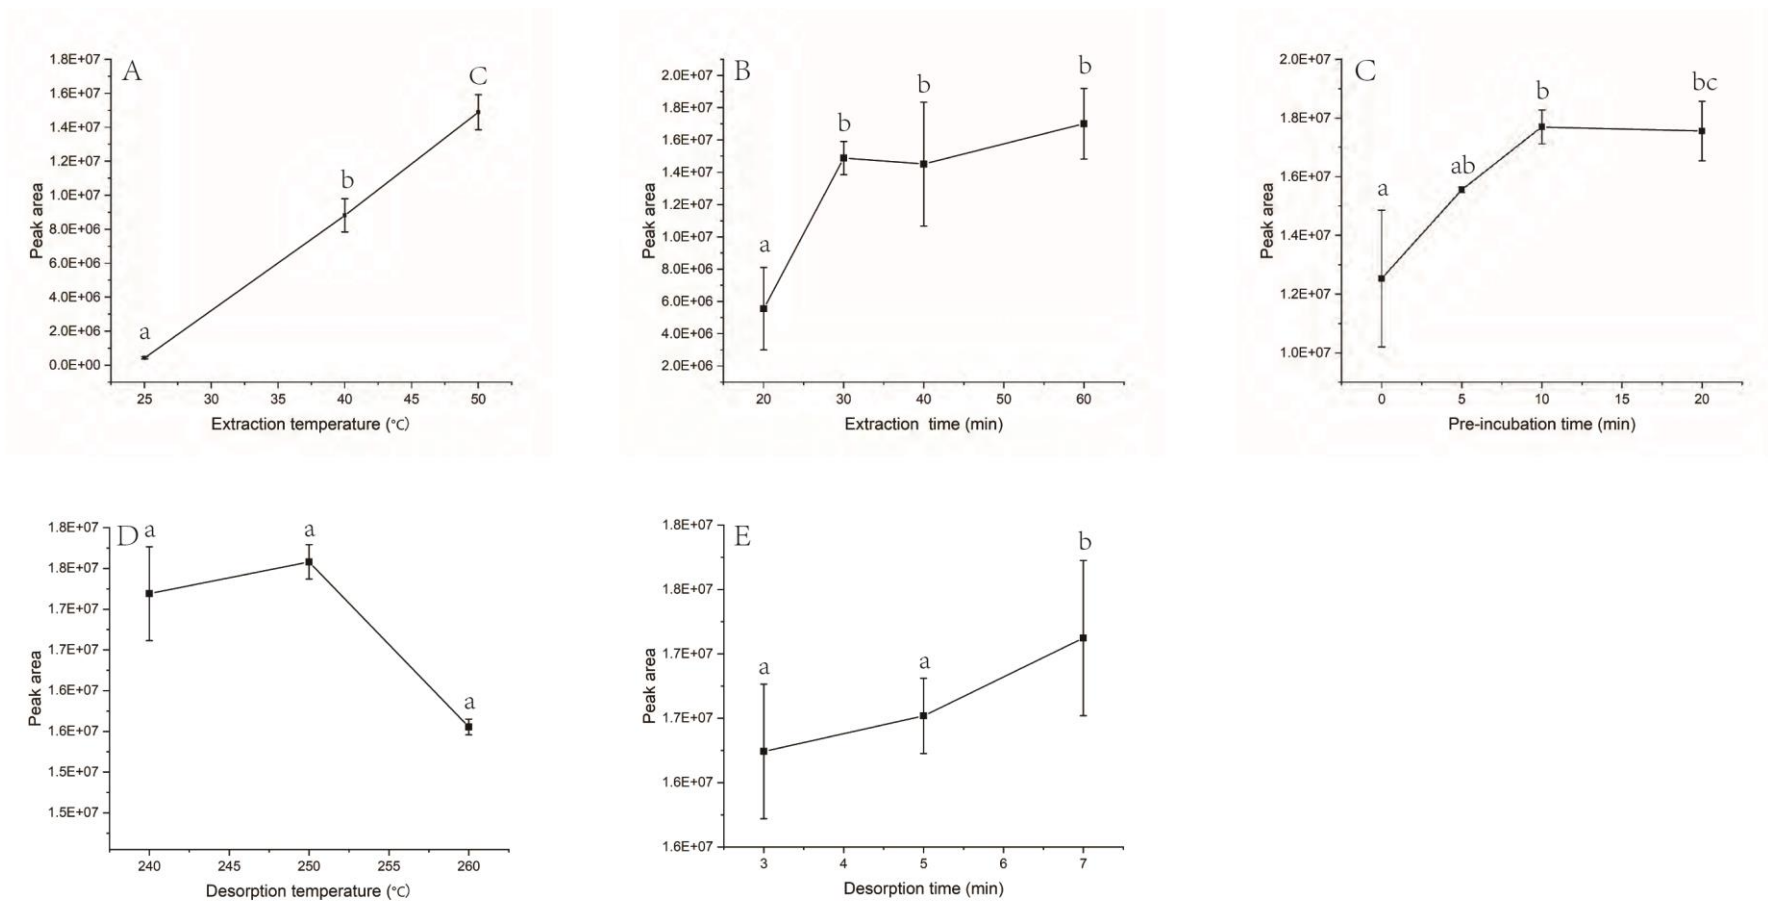 A
1.8E+07
1.6E+07
1.4E+07
1.2E+07
1.0E+07
8.0E+06
6.0E+06
4.0E+06
2.0E+06
0.0E+00
Peak area
a
b
C
25
30
35
40
45
50
Extraction temperature (°C)
B
2.0E+07
1.8E+07
1.6E+07
1.4E+07
1.2E+07
1.0E+07
8.0E+06
6.0E+06
4.0E+06
2.0E+06
Peak area
a
b
b
b
20
30
40
50
60
Extraction time (min)
C
2.0E+07
1.8E+07
1.6E+07
1.4E+07
1.2E+07
1.0E+07
Peak area
a
ab
b
bc
0
5
10
15
20
Pre-incubation time (min)
D
1.8E+07
1.8E+07
1.7E+07
1.7E+07
1.6E+07
1.6E+07
1.5E+07
1.5E+07
Peak area
a
a
a
240
245
250
255
260
Desorption temperature (°C)
E
1.8E+07
1.8E+07
1.7E+07
1.7E+07
1.6E+07
1.6E+07
Peak area
a
a
b
3
4
5
6
7
Desorption time (min)